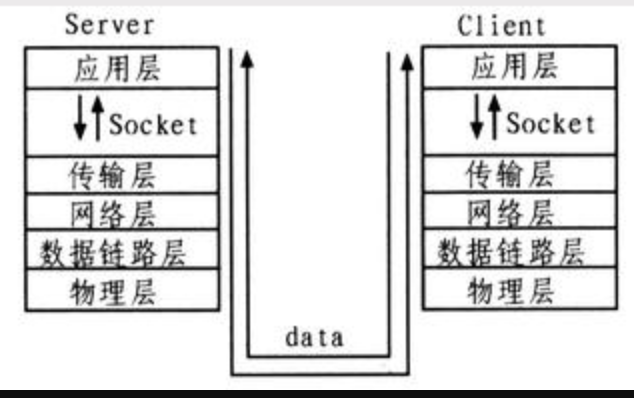 Server
应用层
Socket
传输层
网络层
数据链路层
物理层
data
Client
应用层
Socket
传输层
网络层
数据链路层
物理层